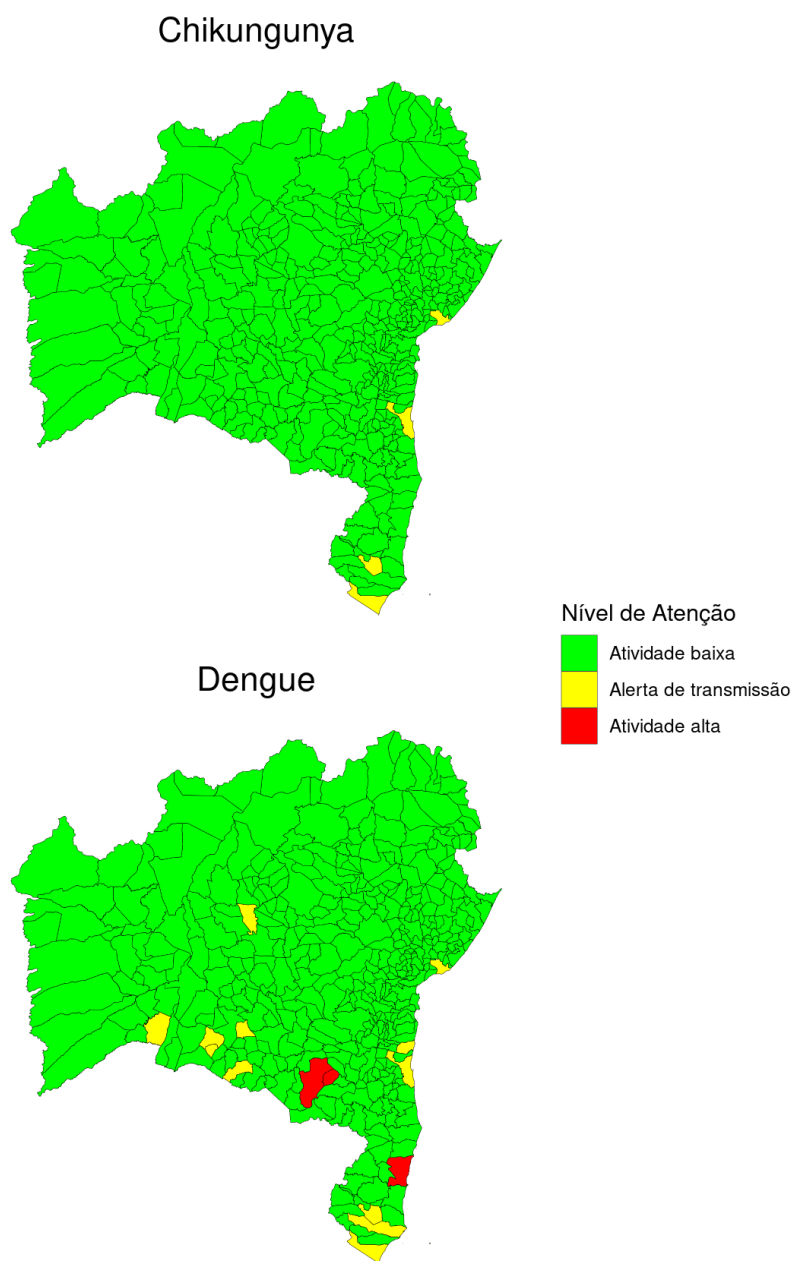 Chikungunya
Nível de Atenção
Atividade baixa
Alerta de transmissão
Atividade alta
Dengue